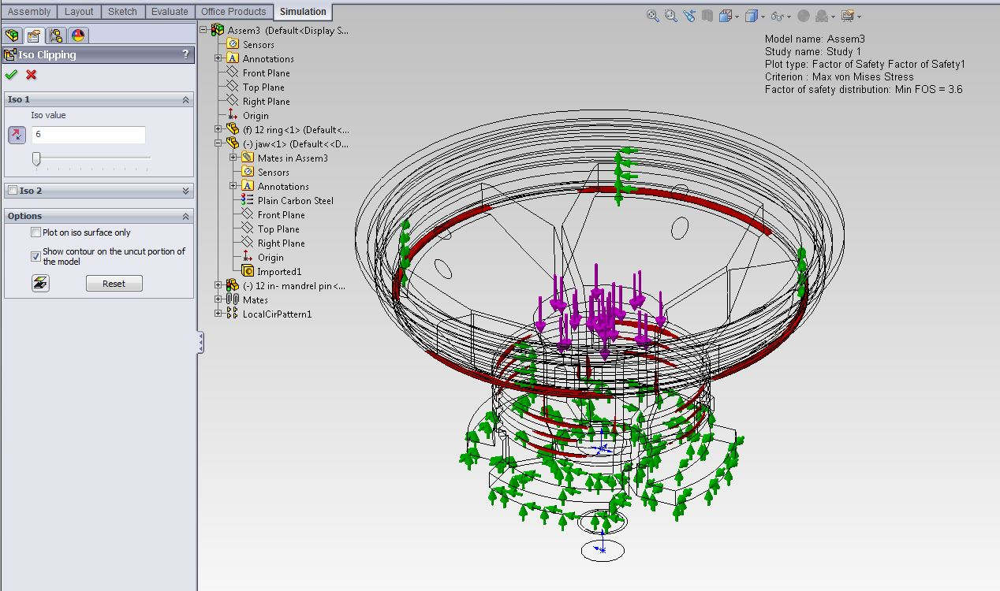 Assembly Layout Sketch Evaluate Office Products Simulation
Iso Clipping ?
Iso 1
Iso value
6
Iso 2
Options
Plot on iso surface only
Show contour on the uncut portion of
the model
Reset
Assem3 (Default<Display S...
Sensors
A Annotations
Front Plane
Top Plane
Right Plane
Origin
(f) 12 ring<1> (Default<...
(-) jaw<1> (Default<<D...
Mates in Assem3
Sensors
A Annotations
Plain Carbon Steel
Front Plane
Top Plane
Right Plane
Origin
Imported1
(-) 12 in- mandrel pin<...
Mates
LocalCirPattern1
Model name: Assem3
Study name: Study 1
Plot type: Factor of Safety Factor of Safety1
Criterion : Max von Mises Stress
Factor of safety distribution: Min FOS = 3.6